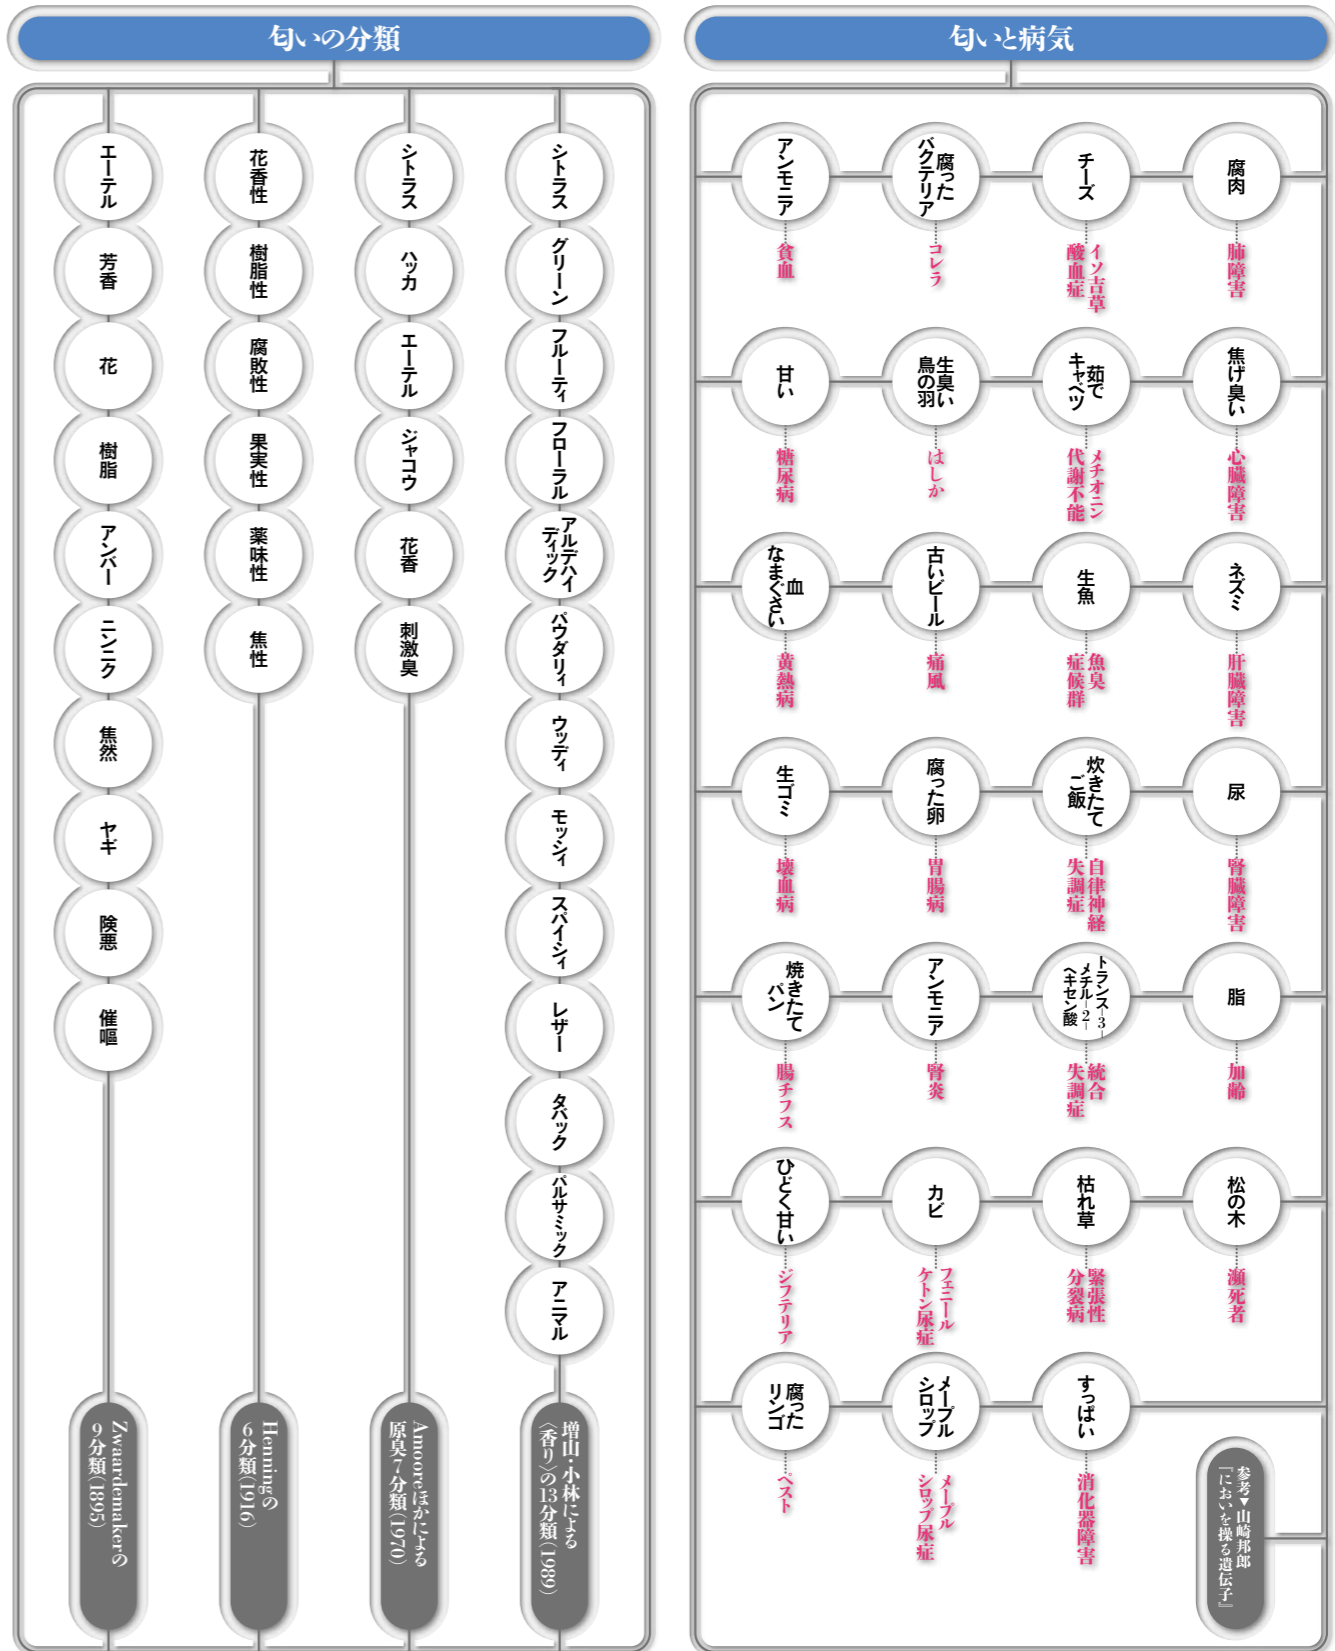 匂いの分類
エーテル
芳香
花
樹脂
アンバー
ニンニク
焦然
ヤギ
険悪
催嘔
Zwaardemakerの
9分類(1895)
花香性
樹脂性
腐敗性
果実性
薬味性
焦性
Henningの
6分類(1916)
シトラス
ハッカ
エーテル
ジャコウ
花香
刺激臭
Amooreほかによる
原臭7分類(1970)
シトラス
グリーン
フルーティ
フローラル
アルデハイ
ディック
パウダリィ
ウッディ
モッシィ
スパイシィ
レザー
タバック
バルサミック
アニマル
増山・小林による
〈香り〉の13分類(1989)
匂いと病気
腐肉
肺障害
チーズ
イソ吉草
酸血症
腐った
バクテリア
コレラ
アンモニア
貧血
焦げ臭い
心臓障害
茹で
キャベツ
メチオニン
代謝不能
生臭い
鳥の羽
はしか
甘い
糖尿病
ネズミ
肝臓障害
生魚
魚臭
症候群
古いビール
痛風
血
なまぐさい
黄熱病
尿
腎臓障害
炊きたて
ご飯
自律神経
失調症
腐った卵
胃腸病
生ゴミ
壊血病
脂
加齢
トランス-3-
メチル-2-
ヘキセン酸
統合
失調症
アンモニア
腎炎
焼きたて
パン
腸チフス
松の木
瀕死者
枯れ草
緊張性
分裂病
カビ
フェニール
ケトン尿症
ひどく甘い
ジフテリア
すっぱい
消化器障害
メープル
シロップ
メープル
シロップ尿症
腐った
リンゴ
ペスト
参考▼山崎邦郎
『においを操る遺伝子』